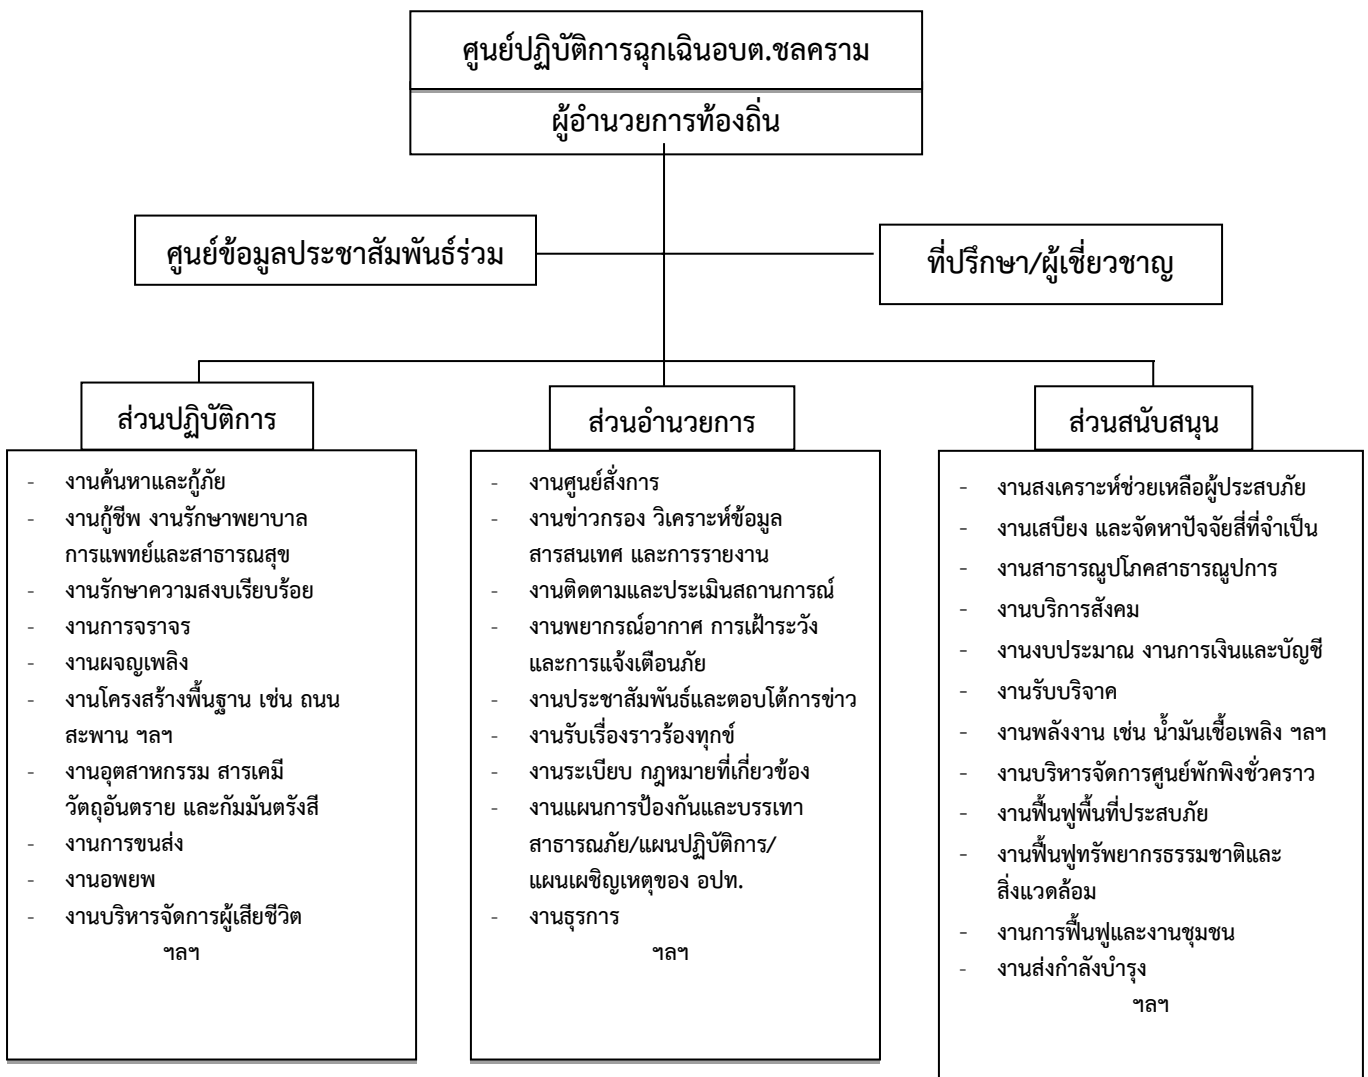 ศูนย์ปฏิบัติการฉุกเฉินอบต.ชลคราม
ผู้อำนวยการท้องถิ่น
ศูนย์ข้อมูลประชาสัมพันธ์ร่วม
ที่ปรึกษา/ผู้เชี่ยวชาญ
ส่วนปฏิบัติการ
- งานค้นหาและกู้ภัย
- งานกู้ชีพ งานรักษาพยาบาล
การแพทย์และสาธารณสุข
- งานรักษาความสงบเรียบร้อย
- งานการจราจร
- งานผจญเพลิง
- งานโครงสร้างพื้นฐาน เช่น ถนน
สะพาน ฯลฯ
- งานอุตสาหกรรม สารเคมี
วัตถุอันตราย และกัมมันตรังสี
- งานการขนส่ง
- งานอพยพ
- งานบริหารจัดการผู้เสียชีวิต
ฯลฯ
ส่วนอำนวยการ
- งานศูนย์สั่งการ
- งานข่าวกรอง วิเคราะห์ข้อมูล
สารสนเทศ และการรายงาน
- งานติดตามและประเมินสถานการณ์
- งานพยากรณ์อากาศ การเฝ้าระวัง
และการแจ้งเตือนภัย
- งานประชาสัมพันธ์และตอบโต้การข่าว
- งานรับเรื่องราวร้องทุกข์
- งานระเบียบ กฎหมายที่เกี่ยวข้อง
- งานแผนการป้องกันและบรรเทา
สาธารณภัย/แผนปฏิบัติการ/
แผนเผชิญเหตุของ อปท.
- งานธุรการ
ฯลฯ
ส่วนสนับสนุน
- งานสงเคราะห์ช่วยเหลือผู้ประสบภัย
- งานเสบียง และจัดหาปัจจัยสี่ที่จำเป็น
- งานสาธารณูปโภคสาธารณูปการ
- งานบริการสังคม
- งานงบประมาณ งานการเงินและบัญชี
- งานรับบริจาค
- งานพลังงาน เช่น น้ำมันเชื้อเพลิง ฯลฯ
- งานบริหารจัดการศูนย์พักพิงชั่วคราว
- งานฟื้นฟูพื้นที่ประสบภัย
- งานฟื้นฟูทรัพยากรธรรมชาติและ
สิ่งแวดล้อม
- งานการฟื้นฟูและงานชุมชน
- งานส่งกำลังบำรุง
ฯลฯ